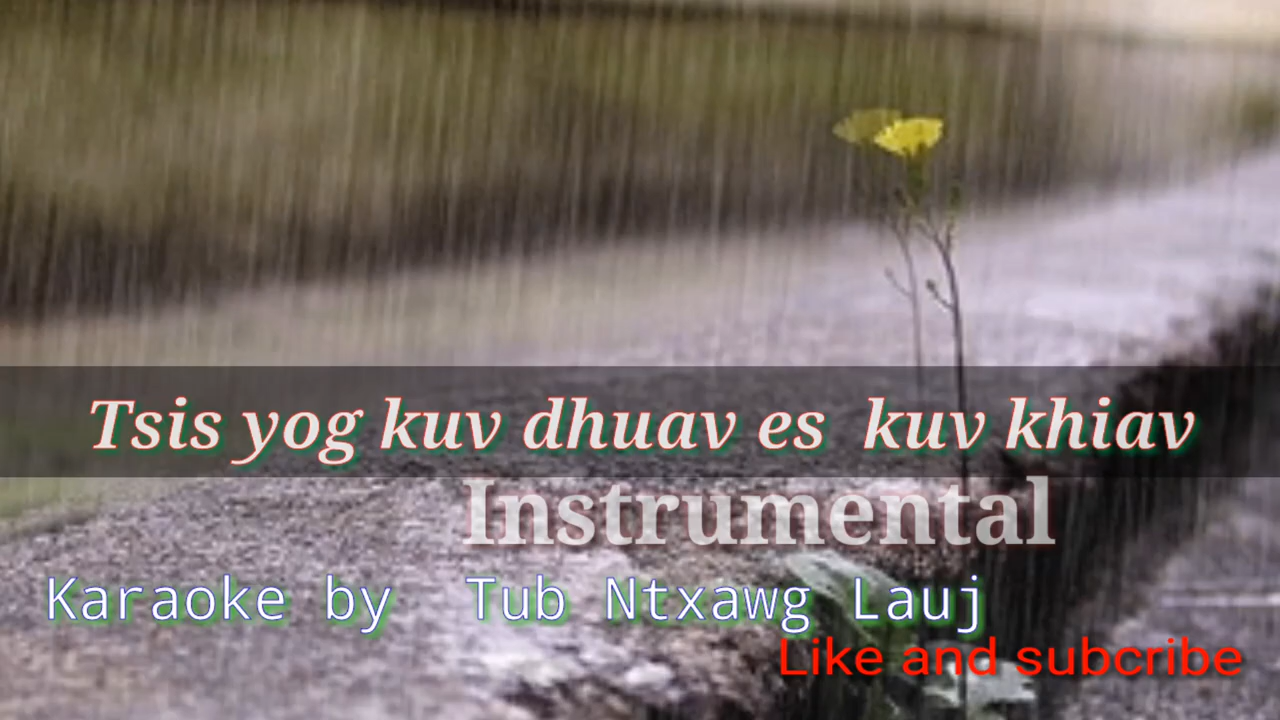 Tsis yog kuv dhuav es kuv khiav
Instrumental
Karaoke by Tub Ntxawg Lauj
Like and subcribe